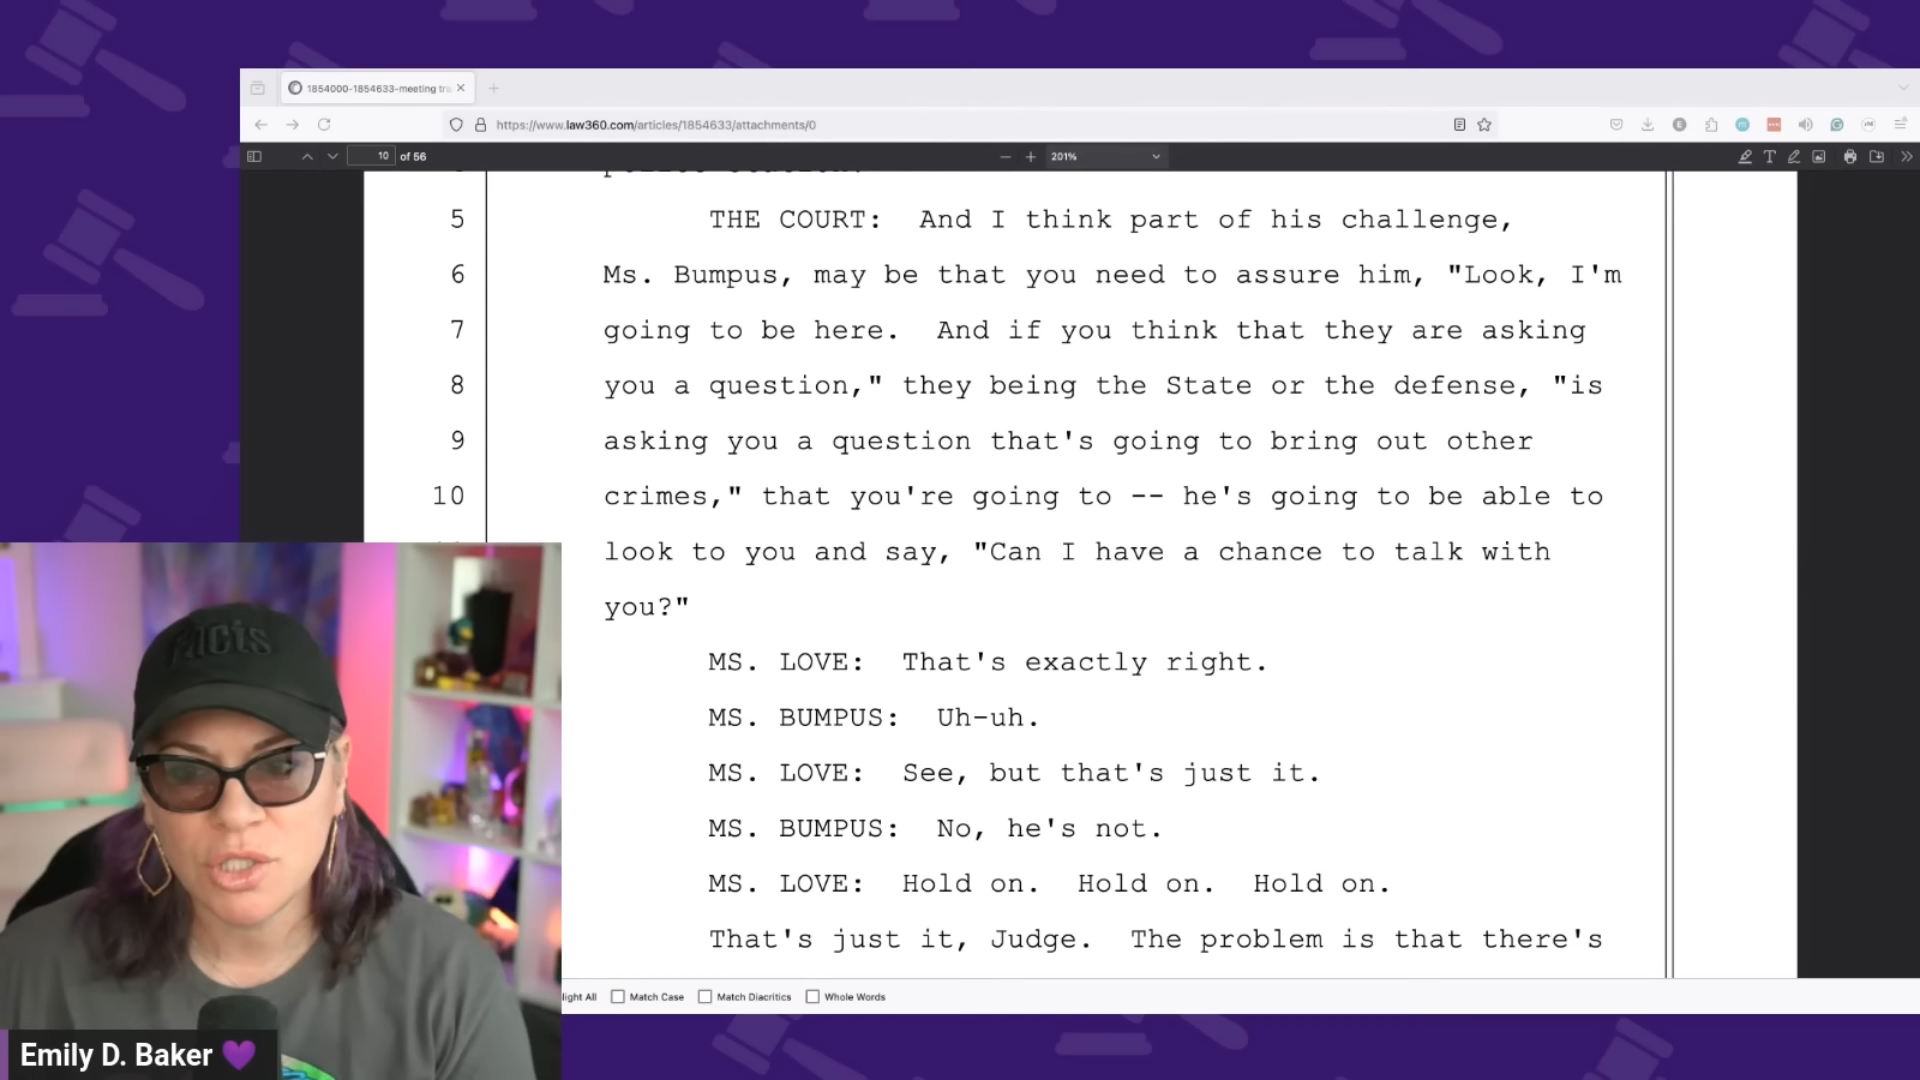 1854000-1854633-meeting tra
https://www.law360.com/articles/1854633/attachments/0
10 of 56
201%
5 THE COURT: And I think part of his challenge,
6 Ms. Bumpus, may be that you need to assure him, "Look, I'm
7 going to be here. And if you think that they are asking
8 you a question," they being the State or the defense, "is
9 asking you a question that's going to bring out other
10 crimes," that you're going to -- he's going to be able to
look to you and say, "Can I have a chance to talk with
you?"
MS. LOVE: That's exactly right.
MS. BUMPUS: Uh-uh.
MS. LOVE: See, but that's just it.
MS. BUMPUS: No, he's not.
MS. LOVE: Hold on. Hold on. Hold on.
That's just it, Judge. The problem is that there's
light All Match Case Match Diacritics Whole Words
Facts
Emily D. Baker 💜